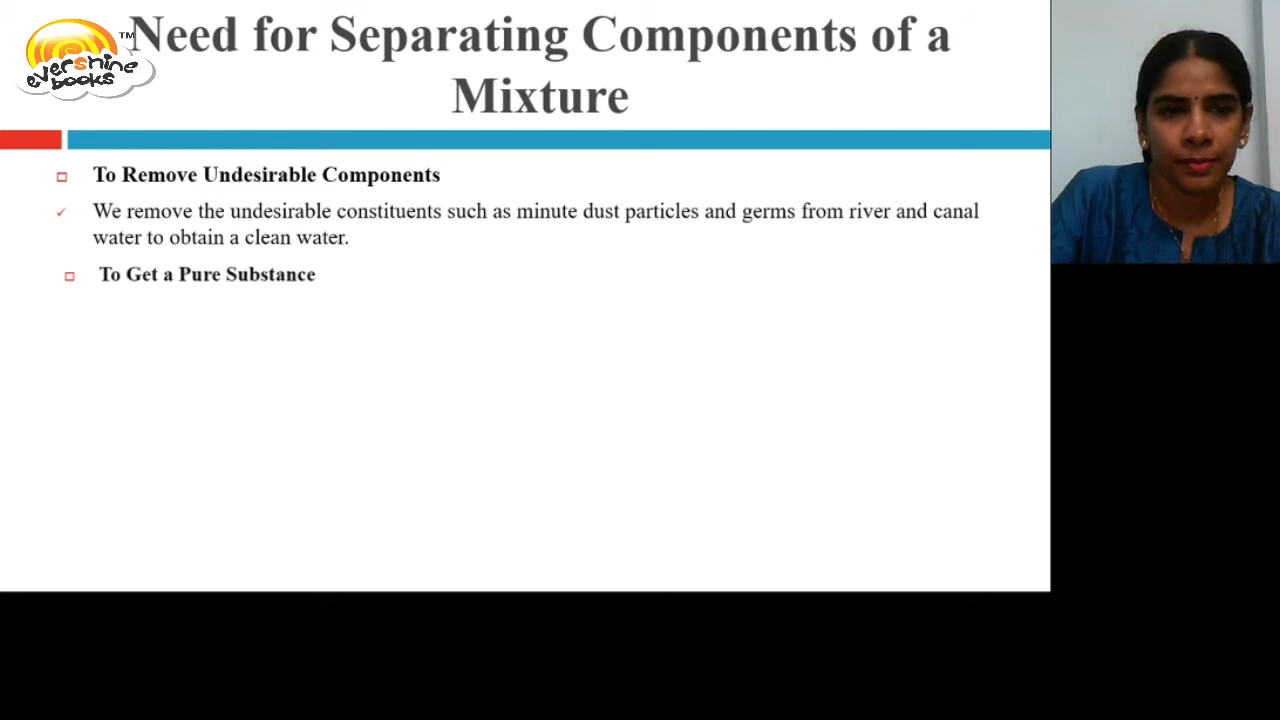 evershine
books
TM
Need for Separating Components of a
Mixture
To Remove Undesirable Components
We remove the undesirable constituents such as minute dust particles and germs from river and canal
water to obtain a clean water.
To Get a Pure Substance